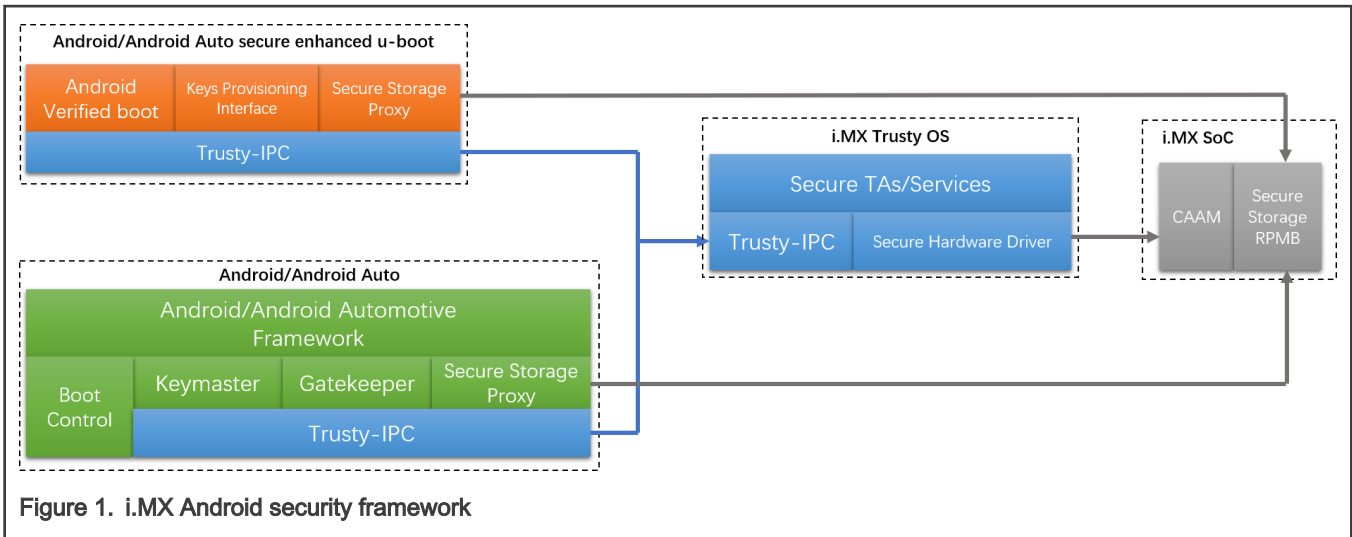 Android/Android Auto secure enhanced u-boot
Android
Verified boot
Keys Provisioning
Interface
Secure Storage
Proxy
Trusty-IPC
i.MX Trusty OS
Secure TAs/Services
Trusty-IPC
Secure Hardware Driver
i.MX SoC
CAAM
Secure
Storage
RPMB
Android/Android Auto
Android/Android Automotive
Framework
Boot
Control
Keymaster
Gatekeeper
Secure Storage
Proxy
Trusty-IPC
Figure 1. i.MX Android security framework